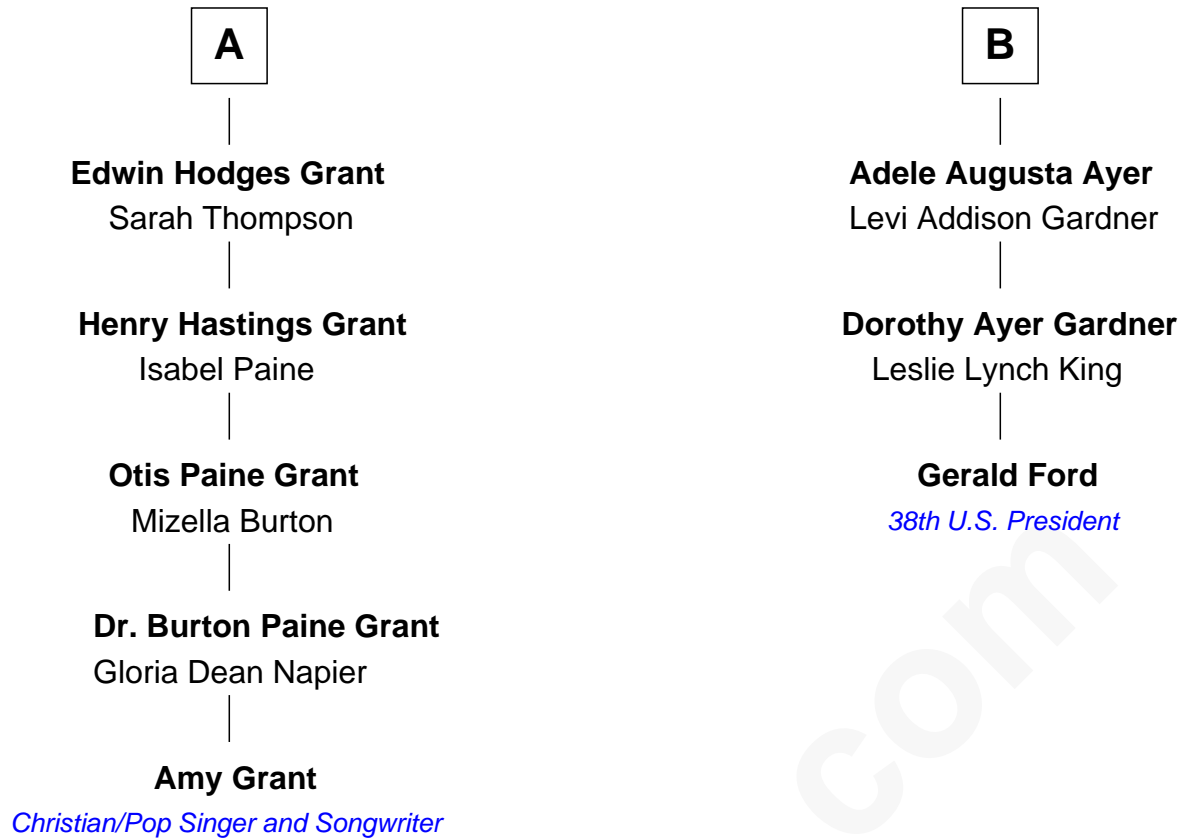 A
Edwin Hodges Grant
Sarah Thompson
Henry Hastings Grant
Isabel Paine
Otis Paine Grant
Mizella Burton
Dr. Burton Paine Grant
Gloria Dean Napier
Amy Grant
Christian/Pop Singer and Songwriter
B
Adele Augusta Ayer
Levi Addison Gardner
Dorothy Ayer Gardner
Leslie Lynch King
Gerald Ford
38th U.S. President
com